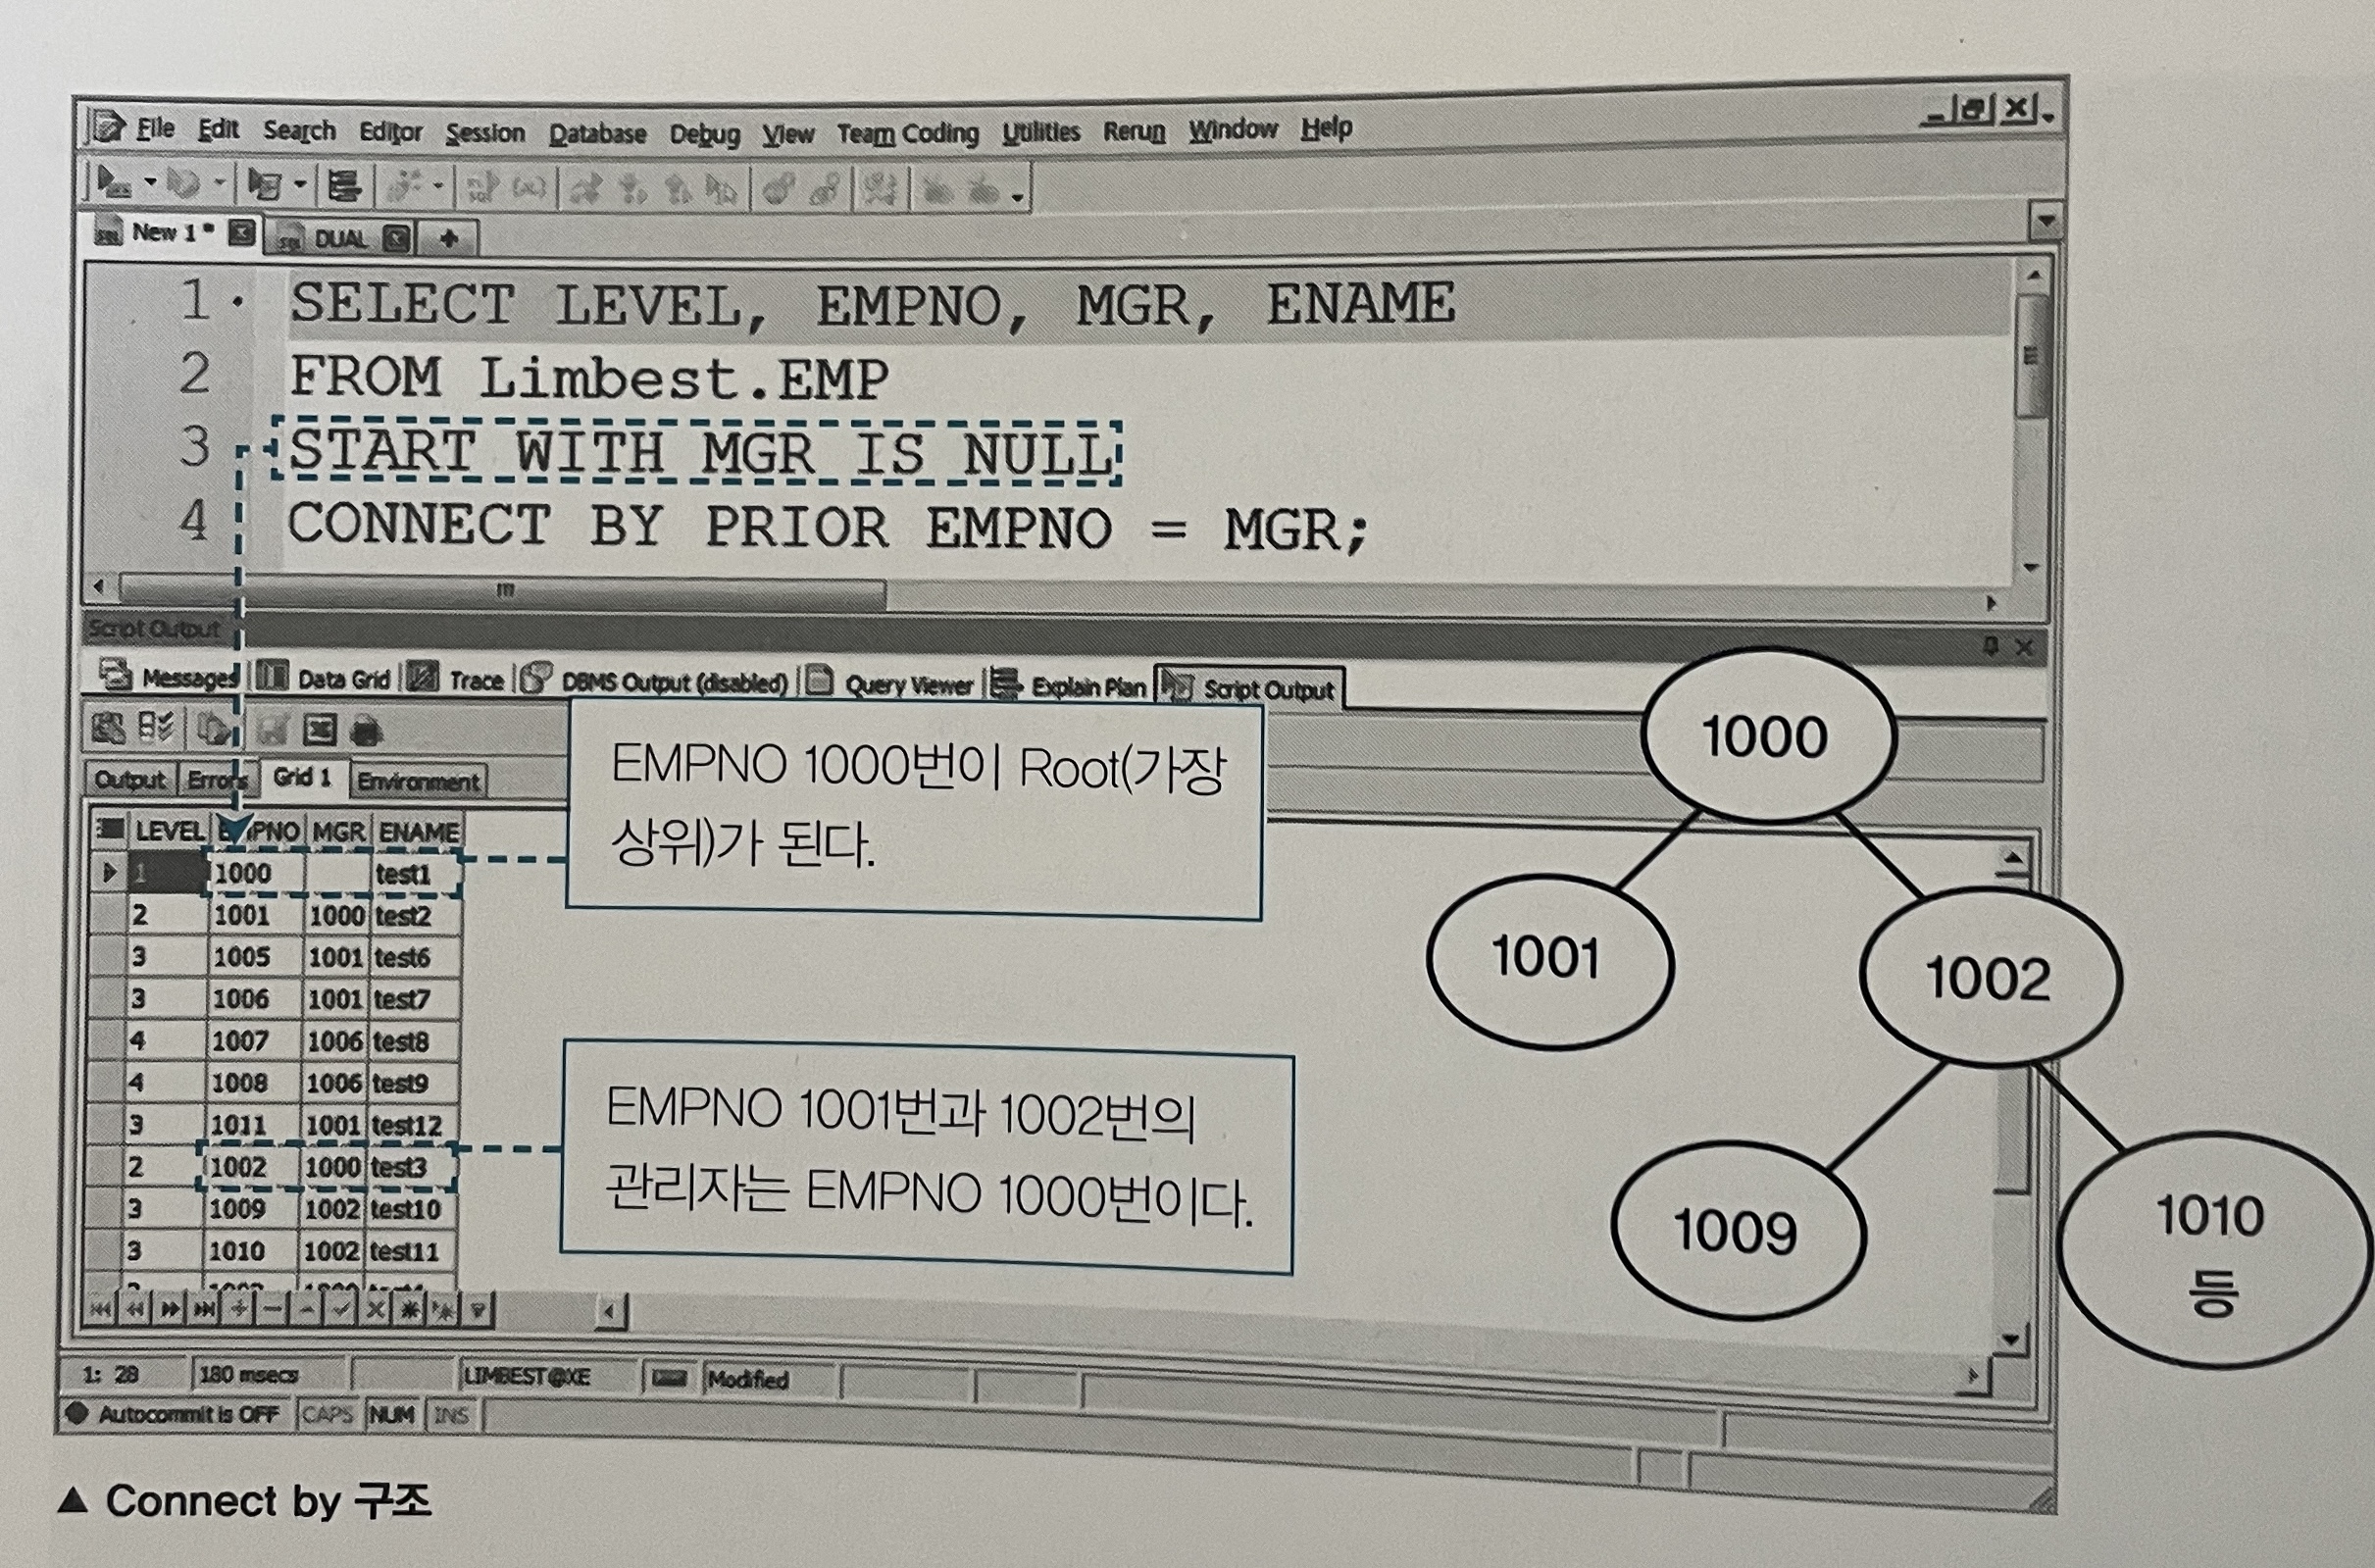 File Edit Search Editor Session Database Debug View Team Coding Utilities Rerun Window Help
New 1 * DUAL
1 SELECT LEVEL, EMPNO, MGR, ENAME
2 FROM Limbest.EMP
3 START WITH MGR IS NULL
4 CONNECT BY PRIOR EMPNO = MGR;
Script Output
Messages Data Grid Trace DBMS Output (disabled) Query Viewer Explain Plan Script Output
Output Errors Grid 1 Environment
EMPNO 1000번이 Root(가장
상위)가 된다.
LEVEL EMPNO MGR ENAME
1 1000 test1
2 1001 1000 test2
3 1005 1001 test6
3 1006 1001 test7
4 1007 1006 test8
4 1008 1006 test9
3 1011 1001 test12
2 1002 1000 test3
3 1009 1002 test10
3 1010 1002 test11
EMPNO 1001번과 1002번의
관리자는 EMPNO 1000번이다.
1000
1001
1002
1009
1010
등
1: 28 180 msecs LIMBEST@XE Modified
Autocommit is OFF CAPS NUM INS
▲ Connect by 구조